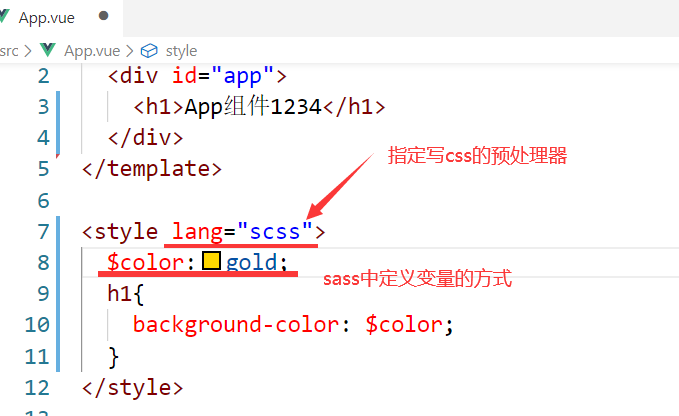 App.vue
src > App.vue > style
2 <div id="app">
3 <h1>App组件1234</h1>
4 </div>
5 </template>
指定写css的预处理器
6
7 <style lang="scss">
8 $color: gold;
sass中定义变量的方式
9 h1{
10 background-color: $color;
11 }
12 </style>